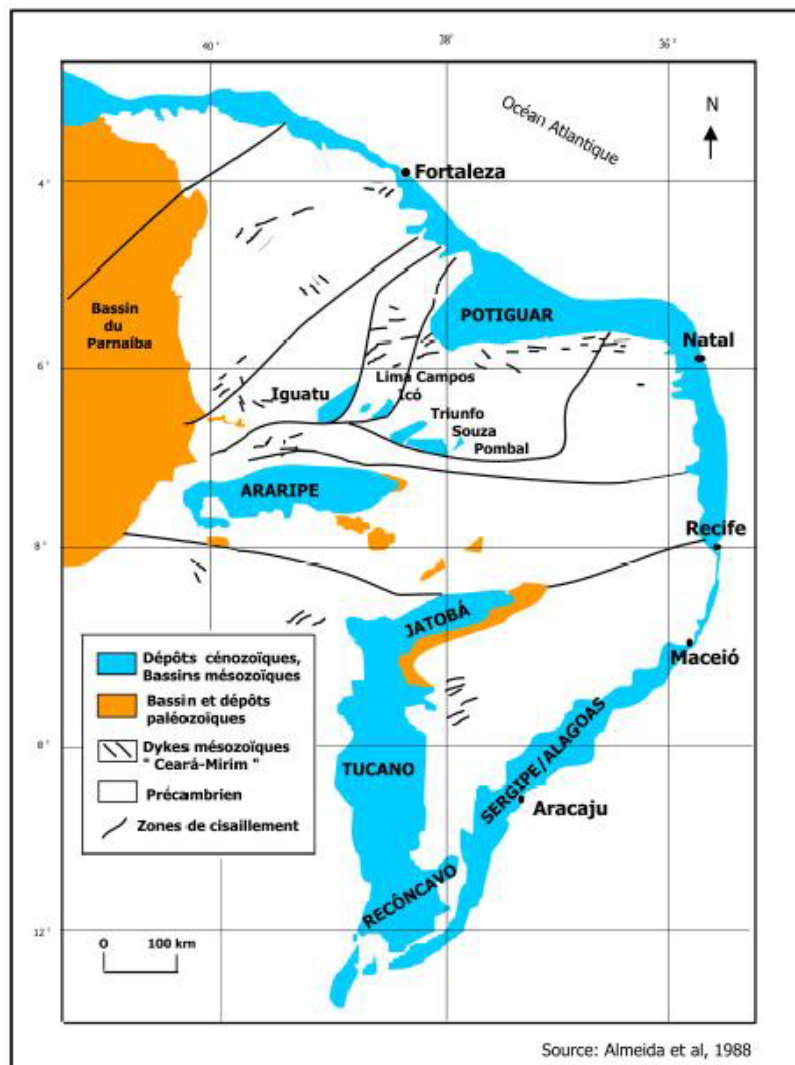 40°
38°
36°
Océan Atlantique
N
Fortaleza
4°
Bassin
du
Parnaiba
POTIGUAR
Natal
6°
Lima Campos
Iguatu
Icó
Triunfo
Souza
Pombal
ARARIPE
Recife
8°
JATOBÁ
Maceió
Dépôts cénozoïques,
Bassins mésozoïques
Bassin et dépôts
paléozoïques
Dykes mésozoïques
" Ceará-Mirim "
Précambrien
Zones de cisaillement
8°
TUCANO
SERGIPE/ALAGOAS
Aracaju
RECÔNCAVO
12°
0 100 km
Source: Almeida et al, 1988